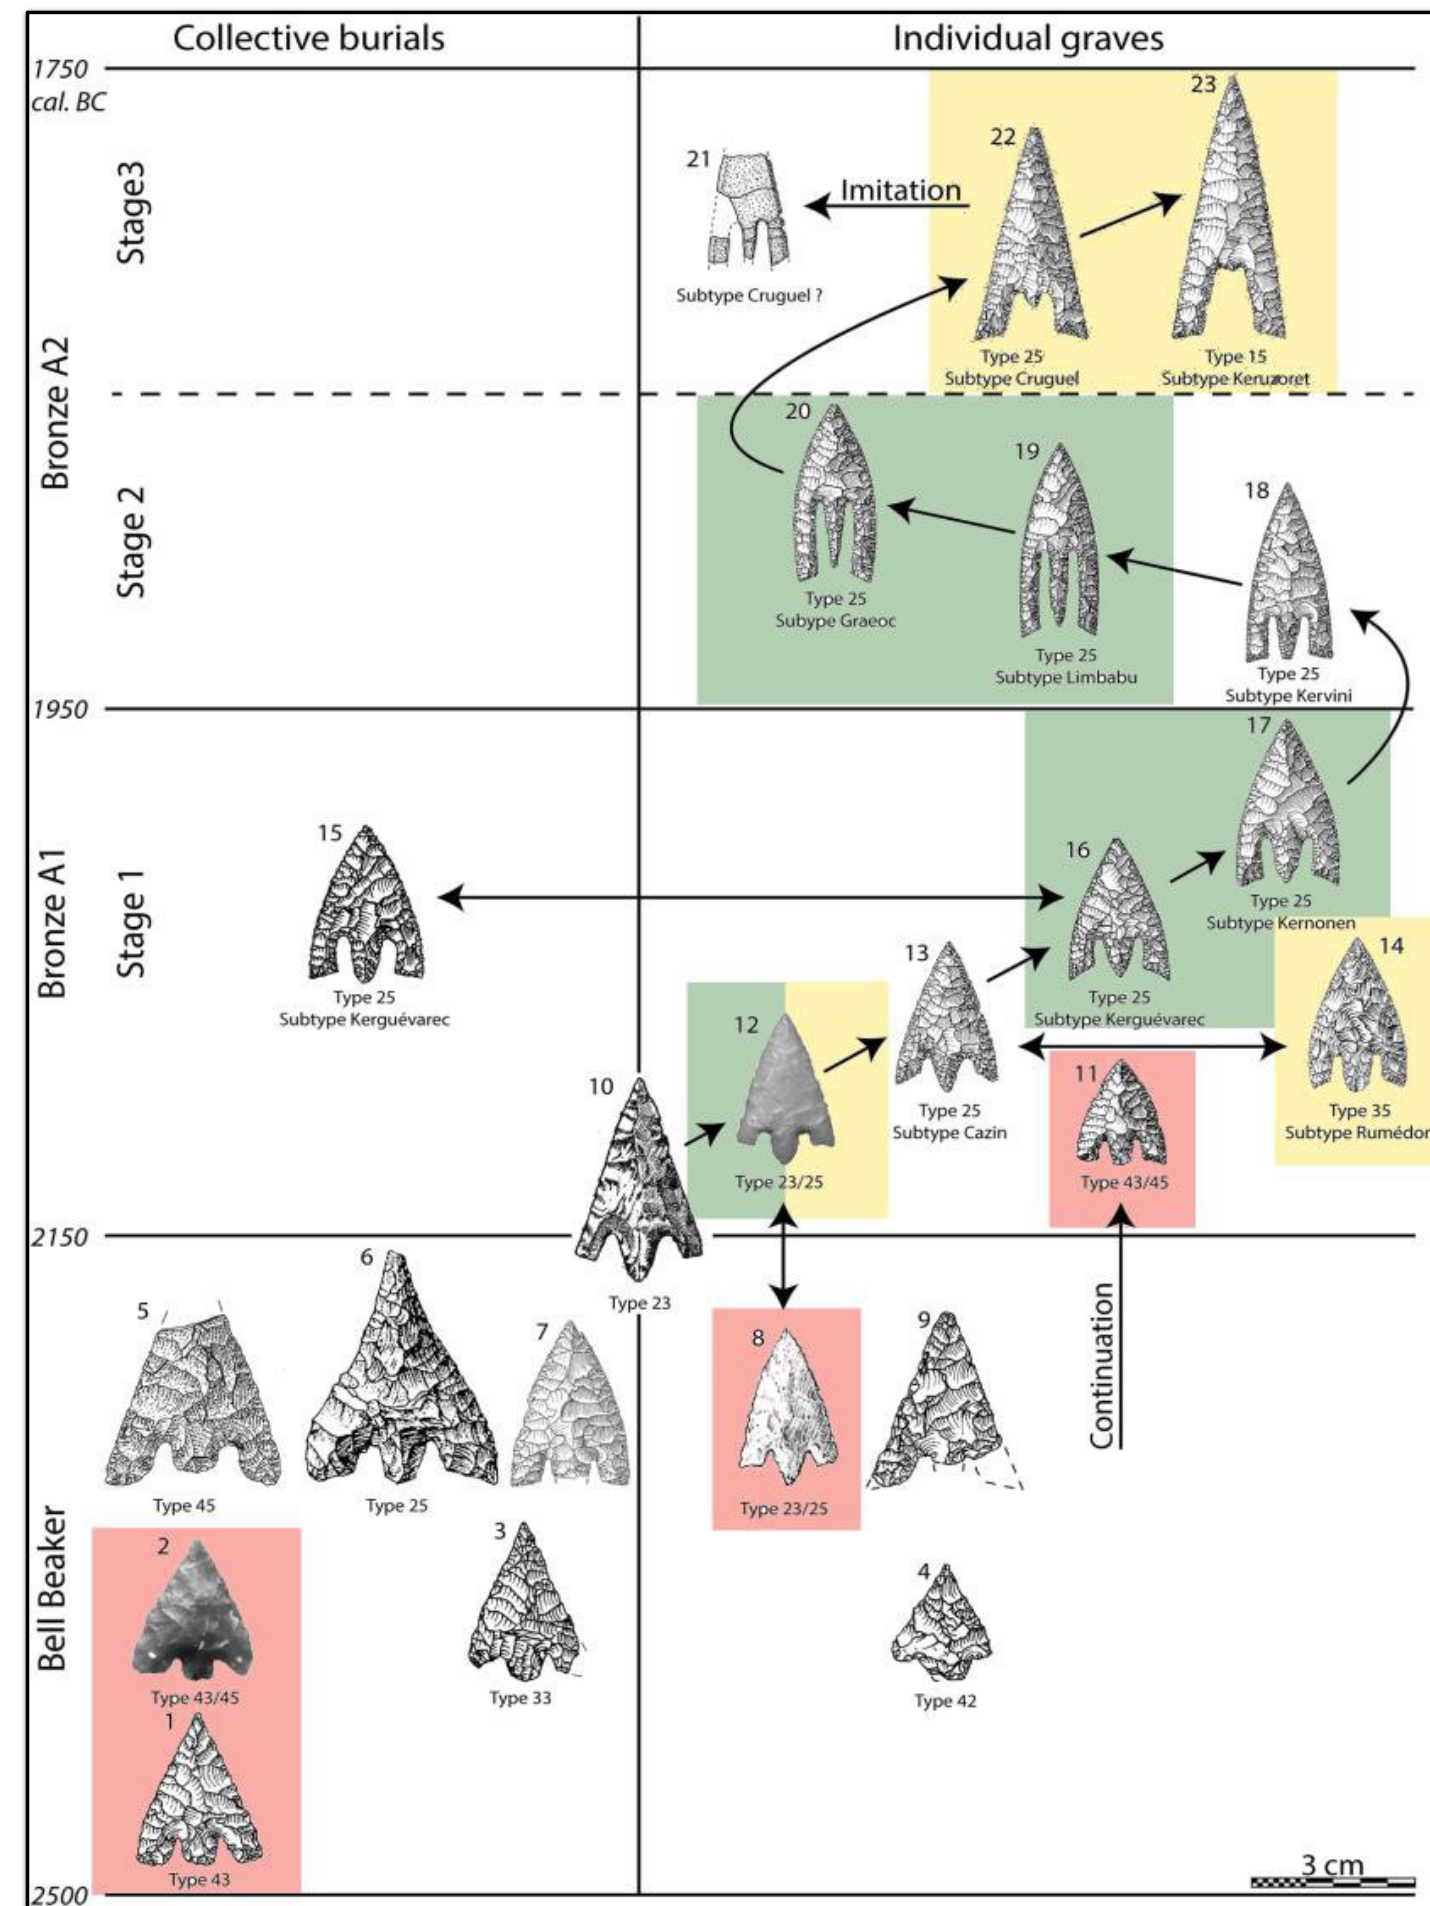 Collective burials
Individual graves
1750
cal. BC
Bronze A2
Stage3
21
Subtype Cruguel ?
Imitation
22
Type 25
Subtype Cruguel
23
Type 15
Subtype Keruzoret
Stage 2
20
Type 25
Subype Graeoc
19
Type 25
Subtype Limbabu
18
Type 25
Subtype Kervini
1950
Bronze A1
Stage 1
15
Type 25
Subtype Kerguévarec
17
Type 25
Subtype Kernonen
16
Type 25
Subtype Kerguévarec
13
Type 25
Subtype Cazin
14
Type 35
Subtype Rumédon
12
Type 23/25
11
Type 43/45
10
Type 23
2150
Bell Beaker
5
Type 45
6
Type 25
7
8
Type 23/25
9
Continuation
2
Type 43/45
3
Type 33
4
Type 42
1
Type 43
3 cm
2500